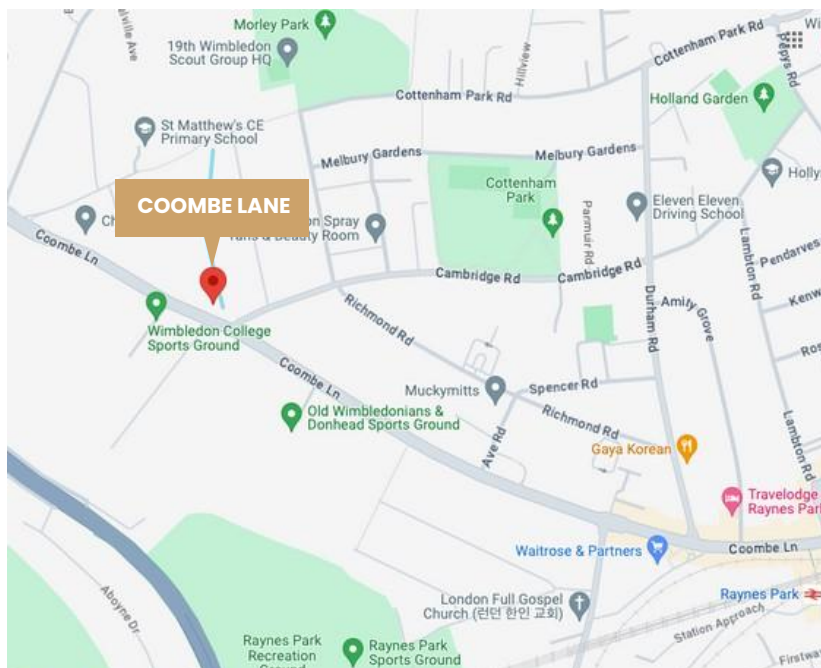 Morley Park
19th Wimbledon
Scout Group HQ
Hillview
Cottenham Park Rd
Pepys Rd
Cottenham Park Rd
Holland Garden
St Matthew's CE
Primary School
Melbury Gardens
Melbury Gardens
Cottenham
Park
Eleven Eleven
Driving School
COOMBE LANE
Spray
Beauty Room
Coombe Ln
Parmuir Rd
Lambton Rd
Pendarves
Cambridge Rd
Cambridge Rd
Wimbledon College
Sports Ground
Richmond Rd
Durham Rd
Amity Grove
Coombe Ln
Muckymitts
Spencer Rd
Old Wimbledonians &
Donhead Sports Ground
Richmond Rd
Ave Rd
Gaya Korean
Lambton Rd
Travelodge
Raynes Park
Waitrose & Partners
Coombe Ln
Aboyne Dr
London Full Gospel
Church (런던 한인 교회)
Raynes Park
Station Approach
Raynes Park
Recreation
Raynes Park
Sports Ground